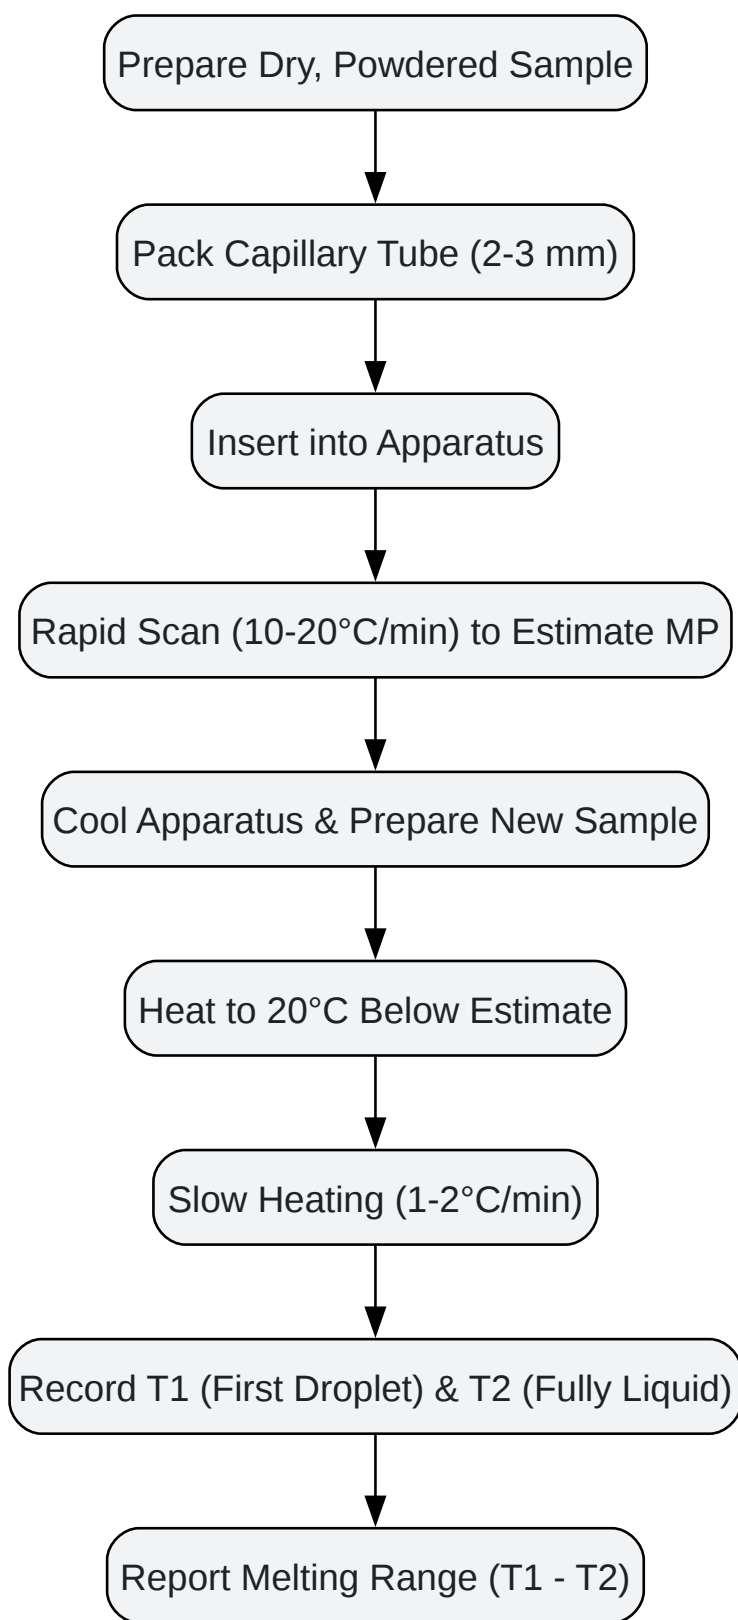 Prepare Dry, Powdered Sample
Pack Capillary Tube (2-3 mm)
Insert into Apparatus
Rapid Scan (10-20°C/min) to Estimate MP
Cool Apparatus & Prepare New Sample
Heat to 20°C Below Estimate
Slow Heating (1-2°C/min)
Record T1 (First Droplet) & T2 (Fully Liquid)
Report Melting Range (T1 - T2)